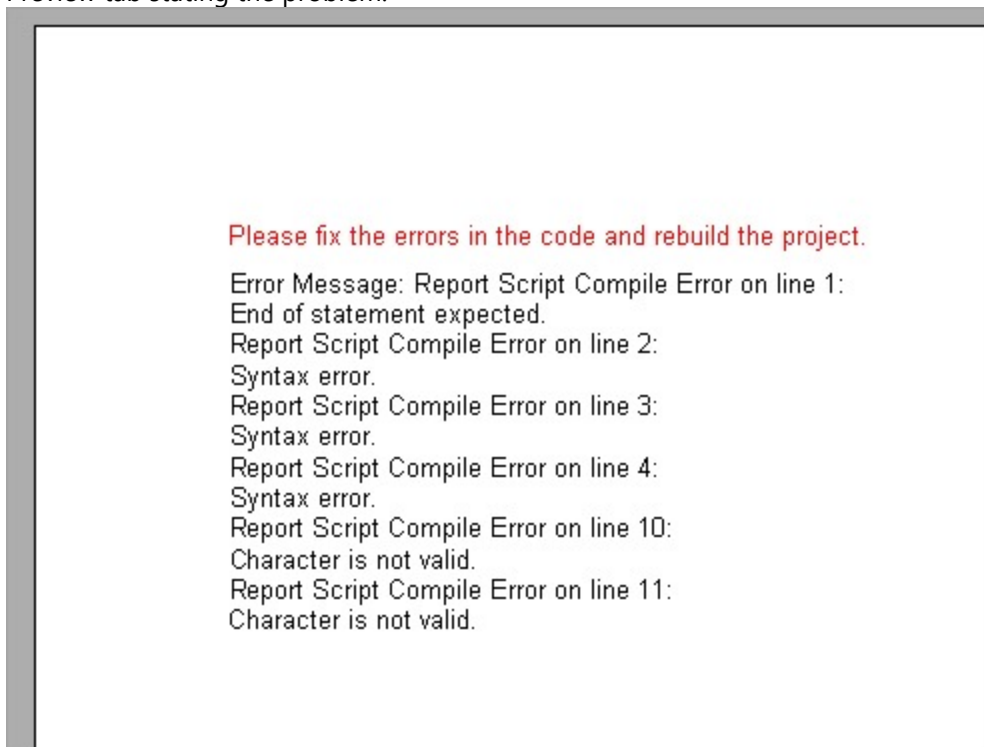 Preview tab stating the problem.
Please fix the errors in the code and rebuild the project.
Error Message: Report Script Compile Error on line 1:
End of statement expected.
Report Script Compile Error on line 2:
Syntax error.
Report Script Compile Error on line 3:
Syntax error.
Report Script Compile Error on line 4:
Syntax error.
Report Script Compile Error on line 10:
Character is not valid.
Report Script Compile Error on line 11:
Character is not valid.